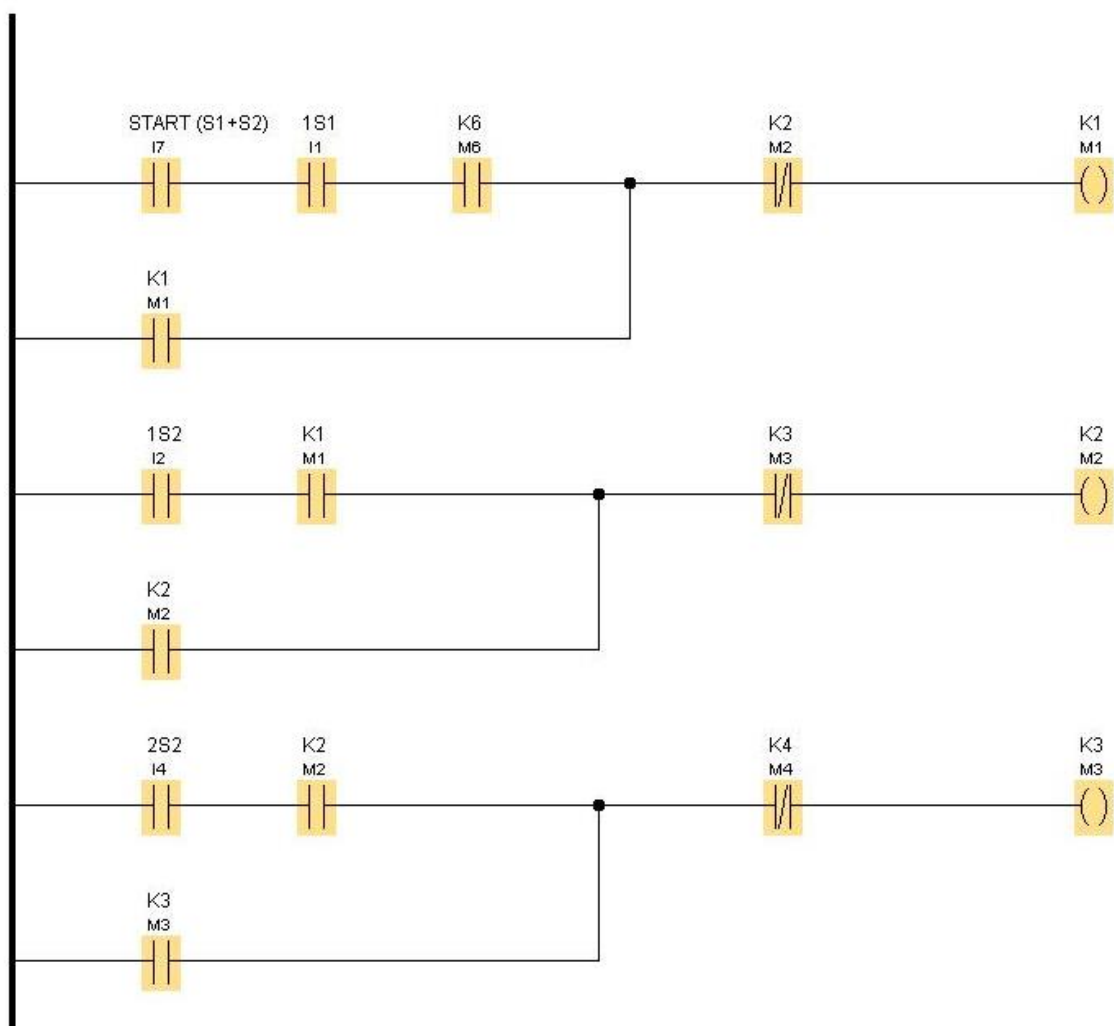 START (S1+S2) 1S1 K6 K2 K1
I7 I1 M6 M2 M1
K1
M1
1S2 K1 K3 K2
I2 M1 M3 M2
K2
M2
2S2 K2 K4 K3
I4 M2 M4 M3
K3
M3